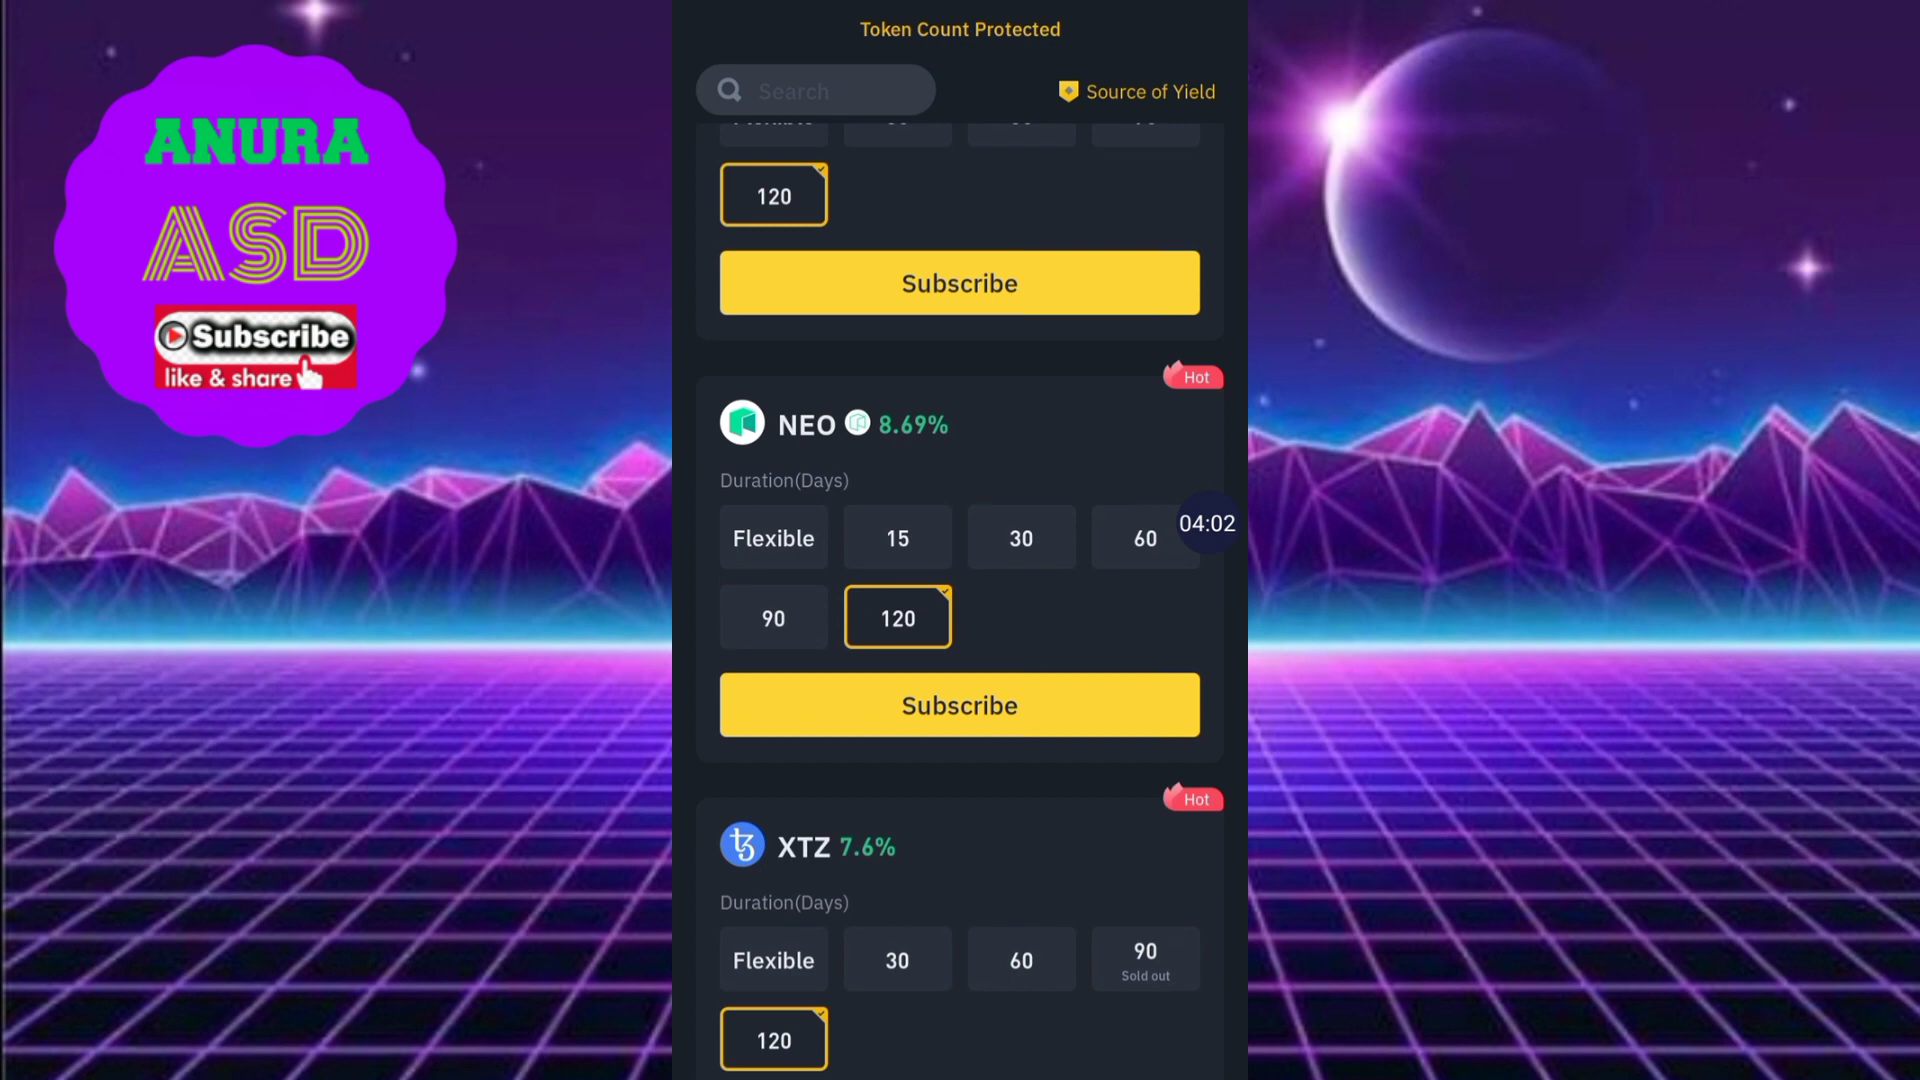 ANURA
ASD
Subscribe
like & share
Token Count Protected
Search
Source of Yield
120
Subscribe
Hot
NEO 8.69%
Duration(Days)
Flexible 15 30 60
04:02
90 120
Subscribe
Hot
XTZ 7.6%
Duration(Days)
Flexible 30 60 90
Sold out
120